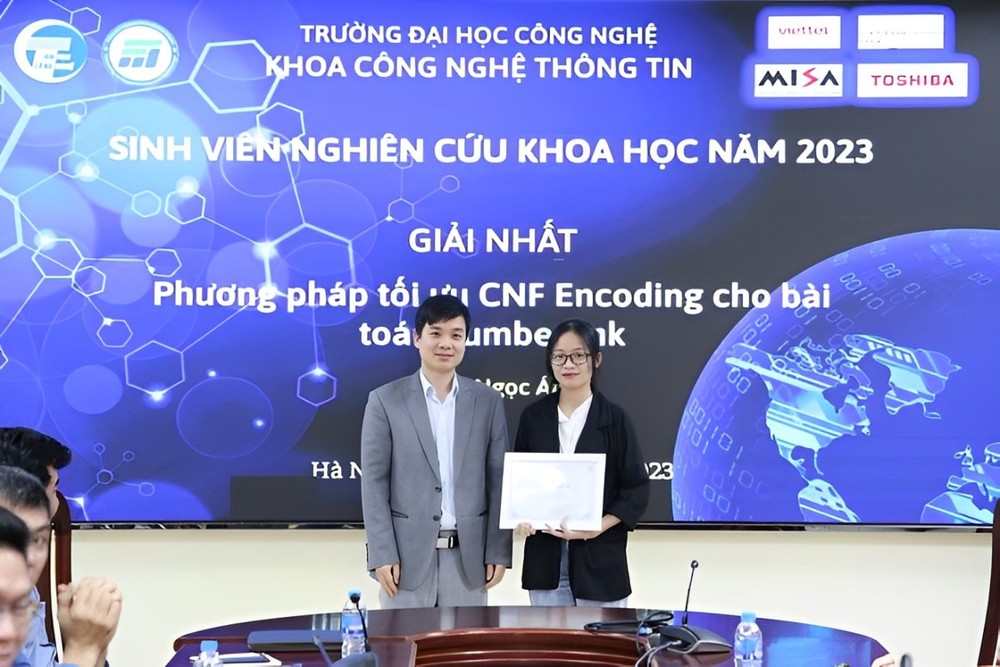 TRƯỜNG ĐẠI HỌC CÔNG NGHỆ
KHOA CÔNG NGHỆ THÔNG TIN
viettel
MISA
TOSHIBA
SINH VIÊN NGHIÊN CỨU KHOA HỌC NĂM 2023
GIẢI NHẤT
Phương pháp tối ưu CNF Encoding cho bài
Ngọc
Hà